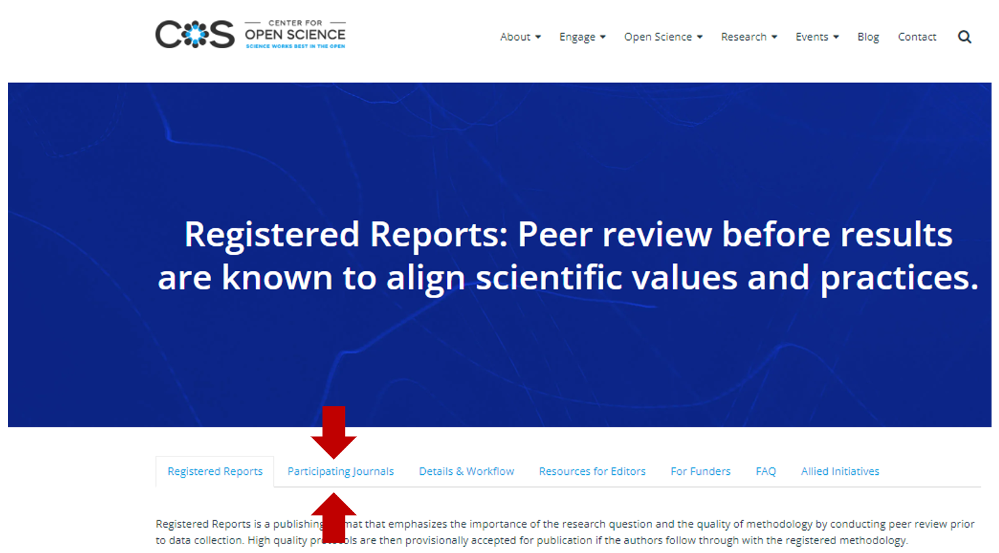 COS
CENTER FOR
OPEN SCIENCE
SCIENCE WORKS BEST IN THE OPEN
About Engage Open Science Research Events Blog Contact
Registered Reports: Peer review before results
are known to align scientific values and practices.
Registered Reports Participating Journals Details & Workflow Resources for Editors For Funders FAQ Allied Initiatives
Registered Reports is a publishing mat that emphasizes the importance of the research question and the quality of methodology by conducting peer review prior
to data collection. High quality pr ols are then provisionally accepted for publication if the authors follow through with the registered methodology.